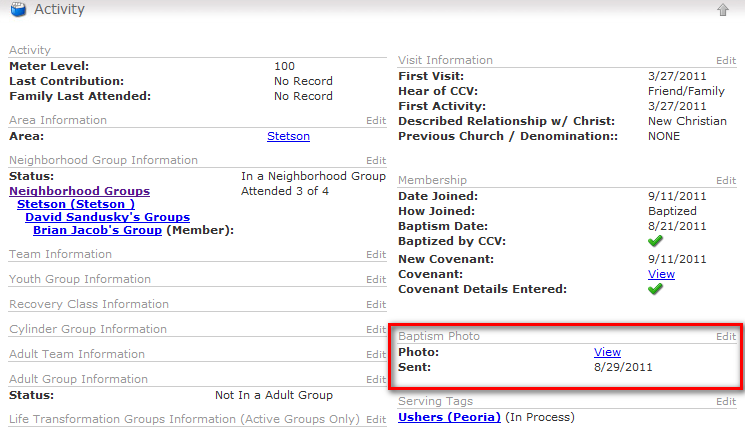 Activity
Activity
Meter Level: 100
Last Contribution: No Record
Family Last Attended: No Record
Area Information Edit
Area: Stetson
Neighborhood Group Information Edit
Status: In a Neighborhood Group
Neighborhood Groups Attended 3 of 4
Stetson (Stetson )
David Sandusky's Groups
Brian Jacob's Group (Member):
Team Information Edit
Youth Group Information Edit
Recovery Class Information Edit
Cylinder Group Information Edit
Adult Team Information Edit
Adult Group Information Edit
Status: Not In a Adult Group
Life Transformation Groups Information (Active Groups Only) Edit
Visit Information Edit
First Visit: 3/27/2011
Hear of CCV: Friend/Family
First Activity: 3/27/2011
Described Relationship w/ Christ: New Christian
Previous Church / Denomination:: NONE
Membership Edit
Date Joined: 9/11/2011
How Joined: Baptized
Baptism Date: 8/21/2011
Baptized by CCV:
New Covenant: 9/11/2011
Covenant: View
Covenant Details Entered:
Baptism Photo Edit
Photo: View
Sent: 8/29/2011
Serving Tags Edit
Ushers (Peoria) (In Process)